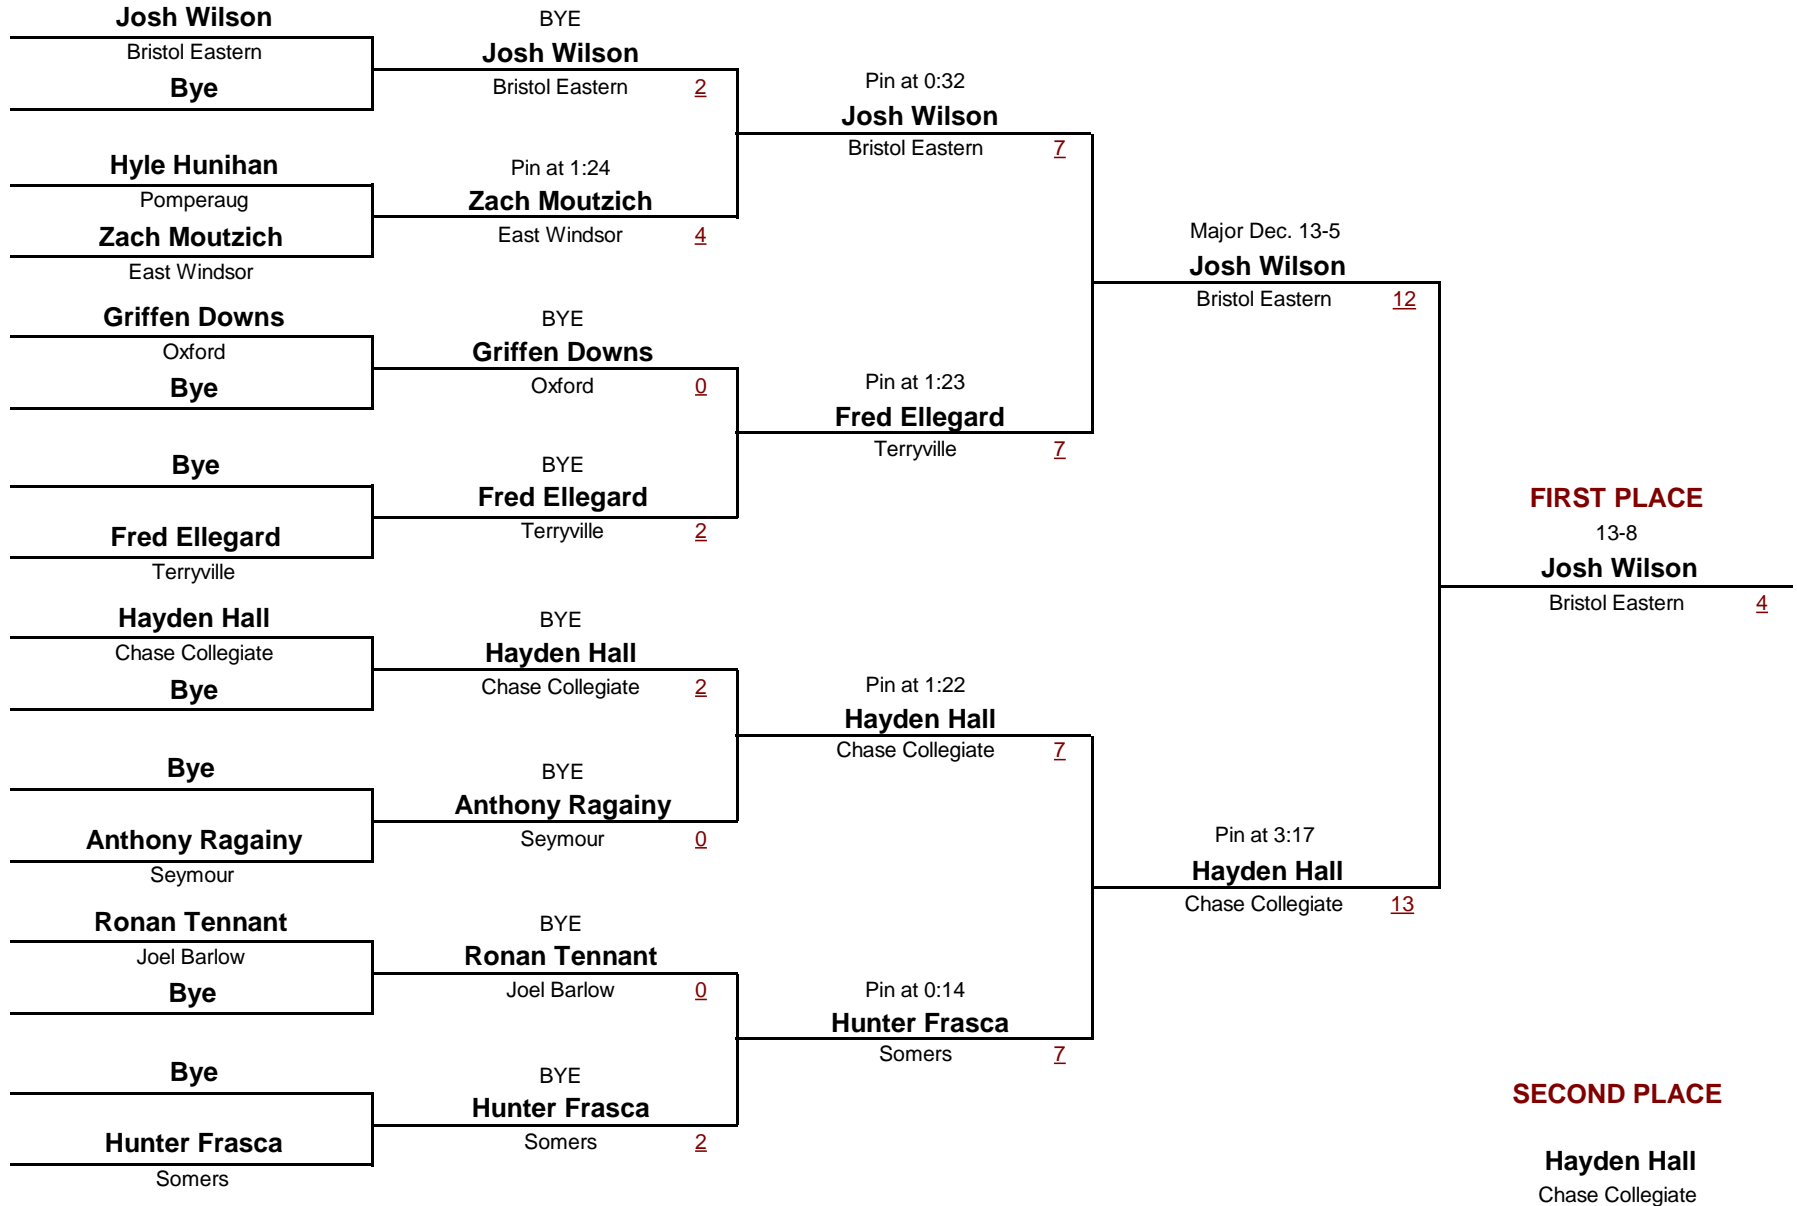 Josh Wilson
Bristol Eastern
Bye
Hyle Hunihan
Pomperaug
Zach Moutzich
East Windsor
Griffen Downs
Oxford
Bye
Bye
Fred Ellegard
Terryville
Hayden Hall
Chase Collegiate
Bye
Bye
Anthony Ragainy
Seymour
Ronan Tennant
Joel Barlow
Bye
Bye
Hunter Frasca
Somers
BYE
Josh Wilson
Bristol Eastern 2
Pin at 1:24
Zach Moutzich
East Windsor 4
BYE
Griffen Downs
Oxford 0
BYE
Fred Ellegard
Terryville 2
BYE
Hayden Hall
Chase Collegiate 2
BYE
Anthony Ragainy
Seymour 0
BYE
Ronan Tennant
Joel Barlow 0
BYE
Hunter Frasca
Somers 2
Pin at 0:32
Josh Wilson
Bristol Eastern 7
Pin at 1:23
Fred Ellegard
Terryville 7
Pin at 1:22
Hayden Hall
Chase Collegiate 7
Pin at 0:14
Hunter Frasca
Somers 7
Major Dec. 13-5
Josh Wilson
Bristol Eastern 12
Pin at 3:17
Hayden Hall
Chase Collegiate 13
FIRST PLACE
13-8
Josh Wilson
Bristol Eastern 4
SECOND PLACE
Hayden Hall
Chase Collegiate